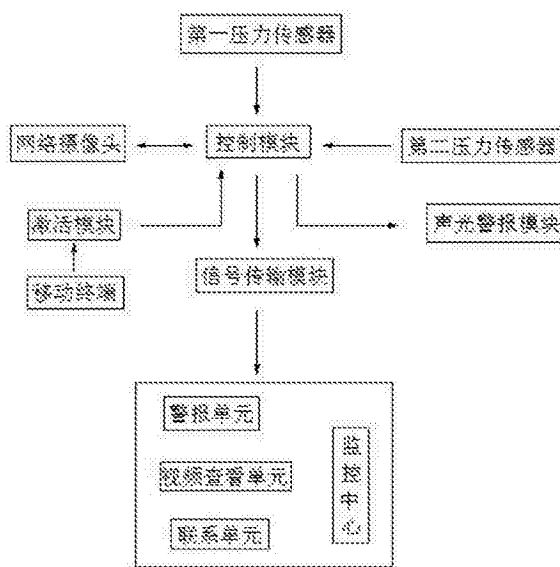 第一压力传感器
网络摄像头
控制模块
第二压力传感器
激活模块
声光警报模块
移动终端
信号传输模块
警报单元
视频查看单元
联系单元
监控中心